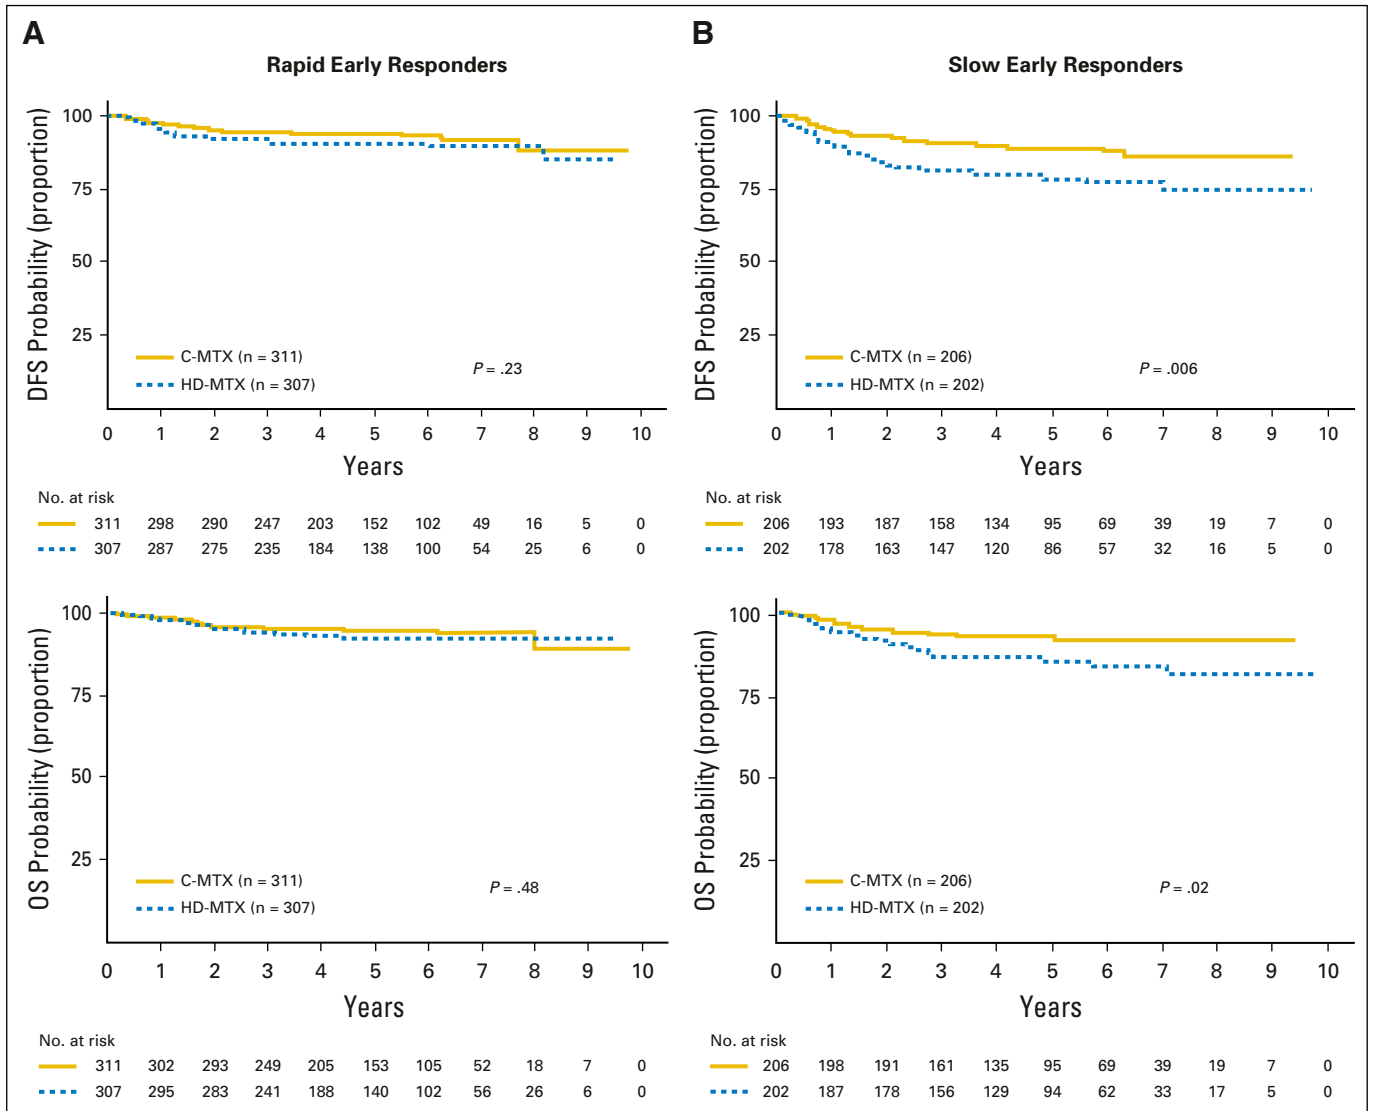 A
Rapid Early Responders
DFS Probability (proportion)
100
75
50
25
C-MTX (n = 311)
HD-MTX (n = 307)
P = .23
0 1 2 3 4 5 6 7 8 9 10
Years
No. at risk
311 298 290 247 203 152 102 49 16 5 0
307 287 275 235 184 138 100 54 25 6 0
OS Probability (proportion)
100
75
50
25
C-MTX (n = 311)
HD-MTX (n = 307)
P = .48
0 1 2 3 4 5 6 7 8 9 10
Years
No. at risk
311 302 293 249 205 153 105 52 18 7 0
307 295 283 241 188 140 102 56 26 6 0
B
Slow Early Responders
DFS Probability (proportion)
100
75
50
25
C-MTX (n = 206)
HD-MTX (n = 202)
P = .006
0 1 2 3 4 5 6 7 8 9 10
Years
No. at risk
206 193 187 158 134 95 69 39 19 7 0
202 178 163 147 120 86 57 32 16 5 0
OS Probability (proportion)
100
75
50
25
C-MTX (n = 206)
HD-MTX (n = 202)
P = .02
0 1 2 3 4 5 6 7 8 9 10
Years
No. at risk
206 198 191 161 135 95 69 39 19 7 0
202 187 178 156 129 94 62 33 17 5 0